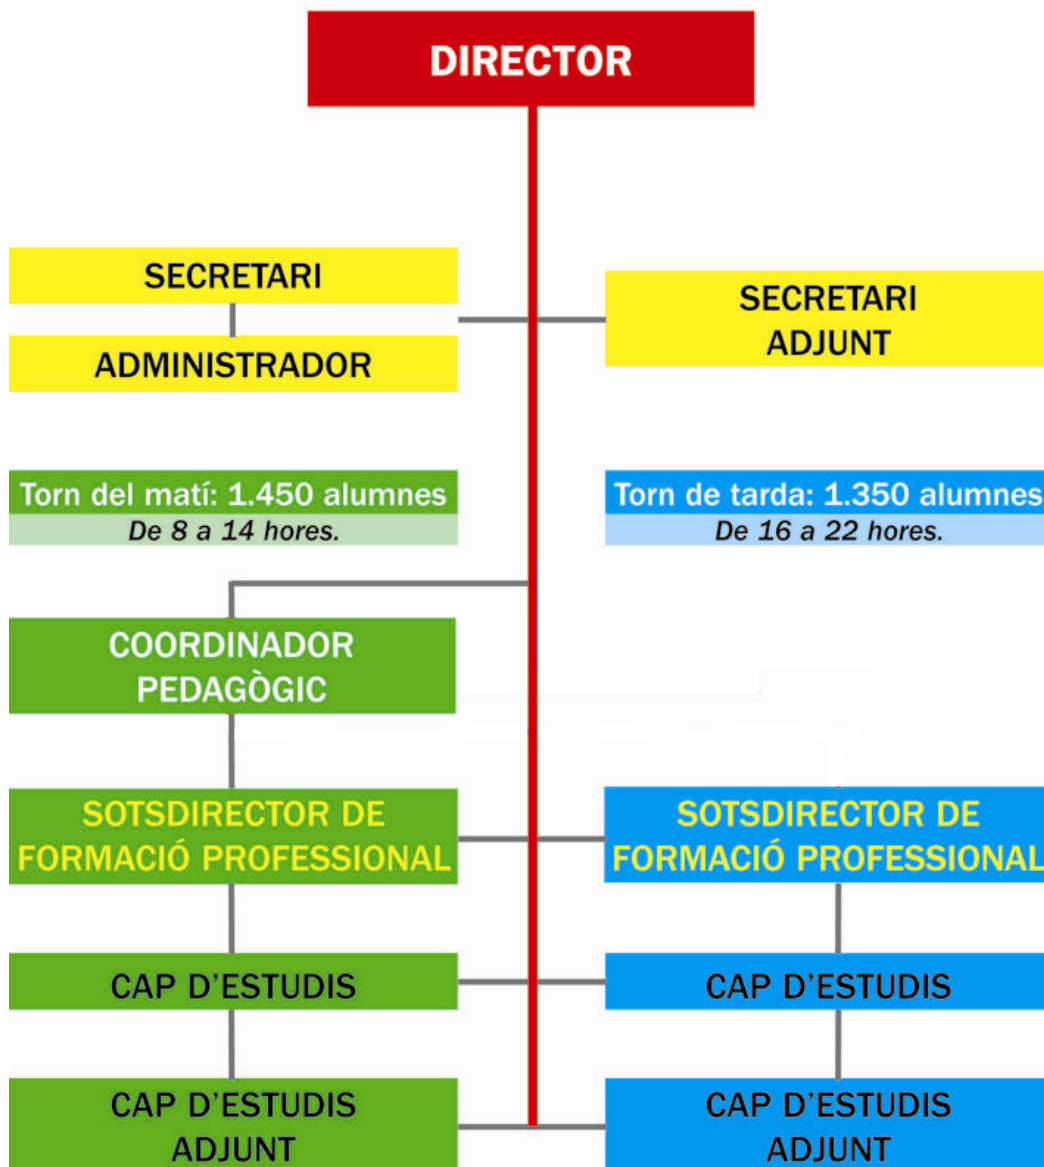 DIRECTOR
SECRETARI
ADMINISTRADOR
SECRETARI
ADJUNT
Torn del matí: 1.450 alumnes
De 8 a 14 hores.
Torn de tarda: 1.350 alumnes
De 16 a 22 hores.
COORDINADOR
PEDAGÒGIC
SOTSDIRECTOR DE
FORMACIÓ PROFESSIONAL
SOTSDIRECTOR DE
FORMACIÓ PROFESSIONAL
CAP D'ESTUDIS
CAP D'ESTUDIS
CAP D'ESTUDIS
ADJUNT
CAP D'ESTUDIS
ADJUNT